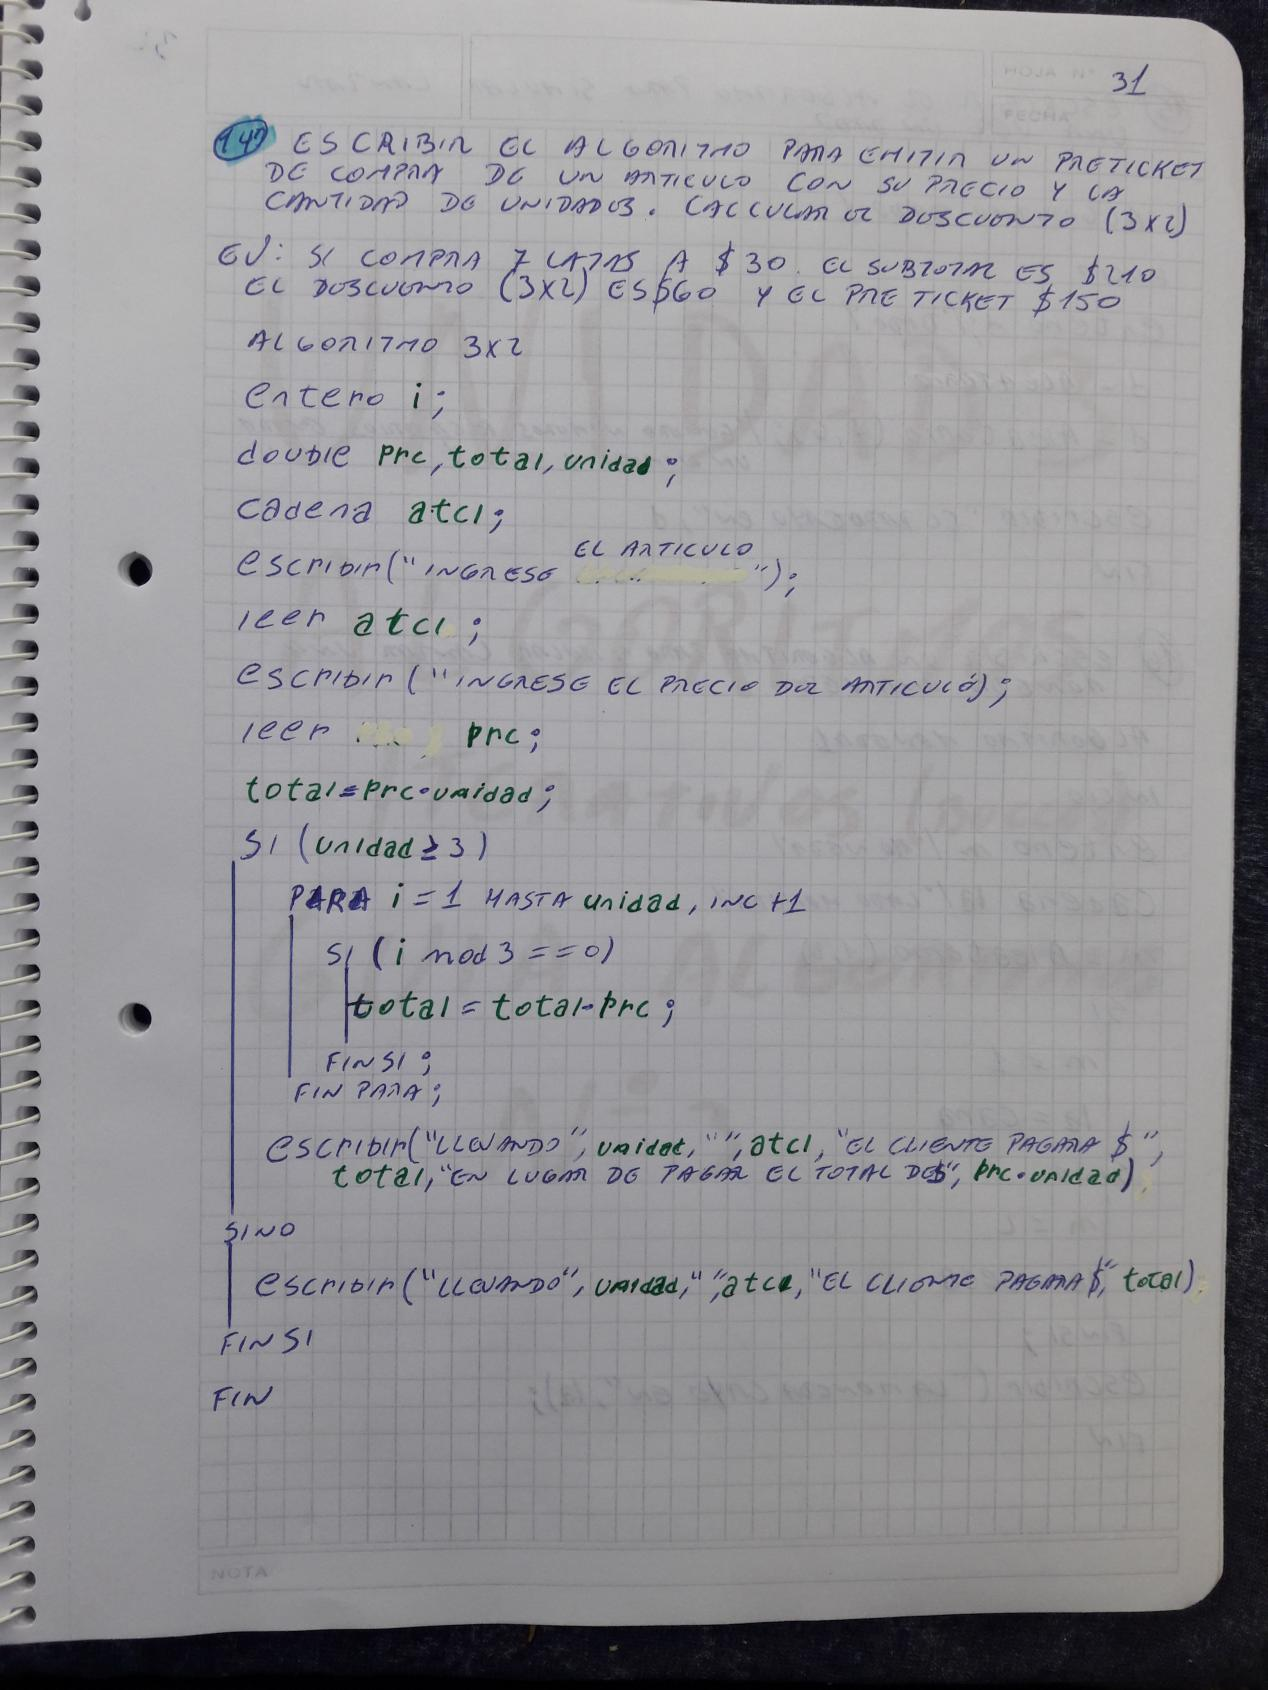 31
14) ESCRIBIR EL ALGORITMO PARA EMITIR UN PRETICKET
DE COMPRA DE UN ARTICULO CON SU PRECIO Y LA
CANTIDAD DE UNIDADES. CALCULAR EL DESCUENTO (3X2)
EJ: SI COMPRA 7 LATAS A $30. EL SUBTOTAL ES $210
EL DESCUENTO (3X2) ES $60 Y EL PRE TICKET $150
ALGORITMO 3X2
entero i;
double prc, total, unidad;
cadena atcl;
EL ARTICULO
escribir("INGRESE ");
leer atcl;
escribir("INGRESE EL PRECIO DEL ARTICULO");
leer prc;
total=prc·unidad;
SI (unidad ≥ 3)
PARA i = 1 HASTA unidad, INC +1
SI (i mod 3 == 0)
total = total-prc;
FIN SI;
FIN PARA;
escribir("LLEVANDO", unidad, " ", atcl, "EL CLIENTE PAGARA $",
total, "EN LUGAR DE PAGAR EL TOTAL DE $", prc·unidad);
SINO
escribir("LLEVANDO", unidad, " ", atcl, "EL CLIENTE PAGARA $", total);
FIN SI
FIN
N° ALOM
FECHA
NOTA